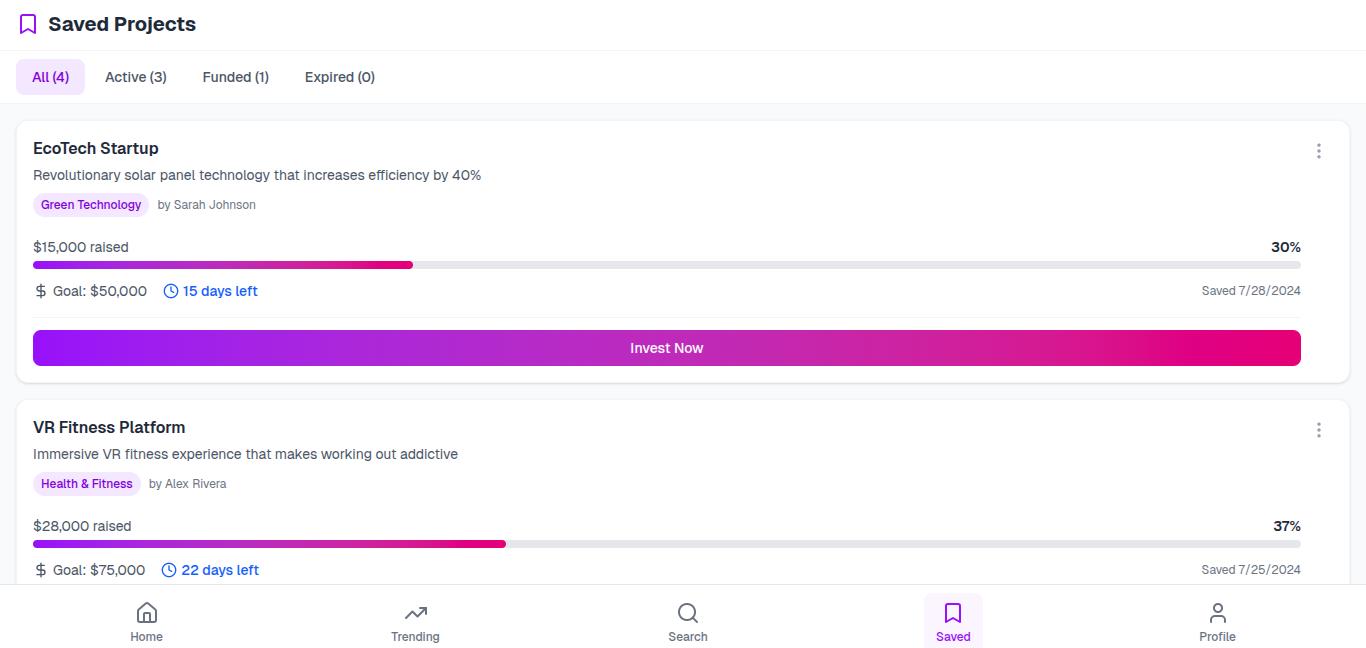 Saved Projects
All (4) Active (3) Funded (1) Expired (0)
EcoTech Startup
Revolutionary solar panel technology that increases efficiency by 40%
Green Technology by Sarah Johnson
$15,000 raised 30%
Goal: $50,000 15 days left Saved 7/28/2024
Invest Now
VR Fitness Platform
Immersive VR fitness experience that makes working out addictive
Health & Fitness by Alex Rivera
$28,000 raised 37%
Goal: $75,000 22 days left Saved 7/25/2024
Home Trending Search Saved Profile